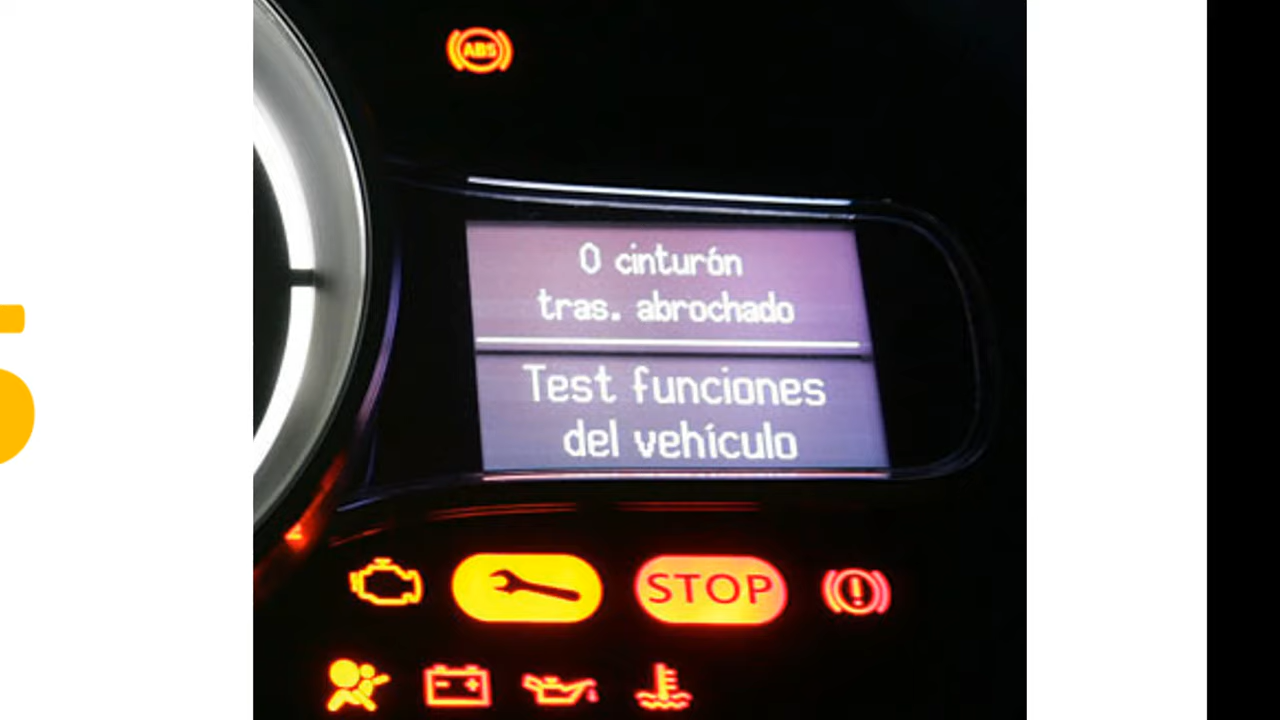 ABS
0 cinturón
tras. abrochado
Test funciones
del vehículo
STOP